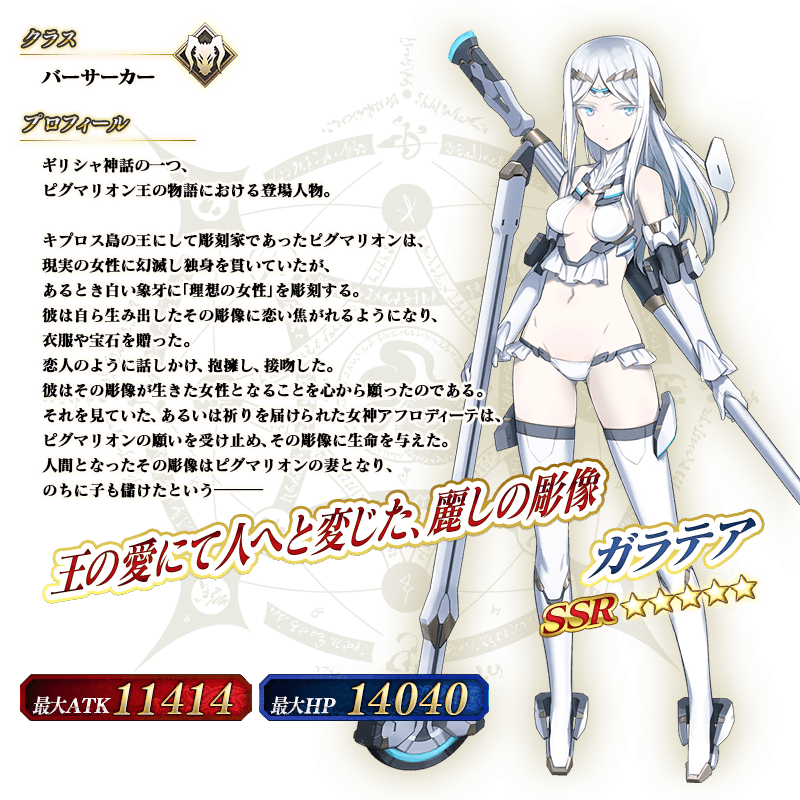 クラス
バーサーカー
プロフィール
ギリシャ神話の一つ、
ピグマリオン王の物語における登場人物。
キプロス島の王にして彫刻家であったピグマリオンは、
現実の女性に幻滅し独身を貫いていたが、
あるとき白い象牙に「理想の女性」を彫刻する。
彼は自ら生み出したその彫像に恋い焦がれるようになり、
衣服や宝石を贈った。
恋人のように話しかけ、抱擁し、接吻した。
彼はその彫像が生きた女性となることを心から願ったのである。
それを見ていた、あるいは祈りを届けられた女神アフロディーテは、
ピグマリオンの願いを受け止め、その彫像に生命を与えた。
人間となったその彫像はピグマリオンの妻となり、
のちに子も儲けたという───
王の愛にて人へと変じた、麗しの彫像
ガラテア
SSR
最大ATK 11414
最大HP 14040